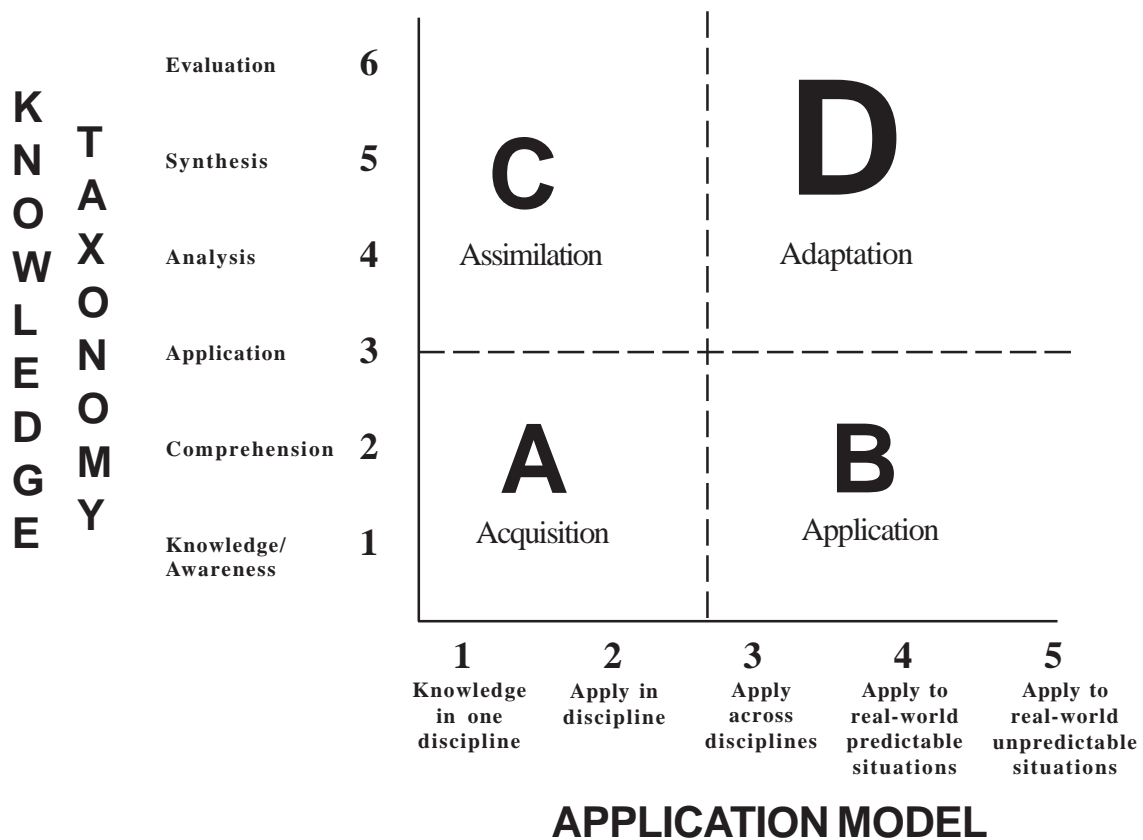 KNOWLEDGE
TAXONOMY
Evaluation 6
Synthesis 5
Analysis 4
Application 3
Comprehension 2
Knowledge/ 1
Awareness
C
Assimilation
D
Adaptation
A
Acquisition
B
Application
1 2 3 4 5
Knowledge
in one
discipline
Apply in
discipline
Apply
across
disciplines
Apply to
real-world
predictable
situations
Apply to
real-world
unpredictable
situations
APPLICATION MODEL